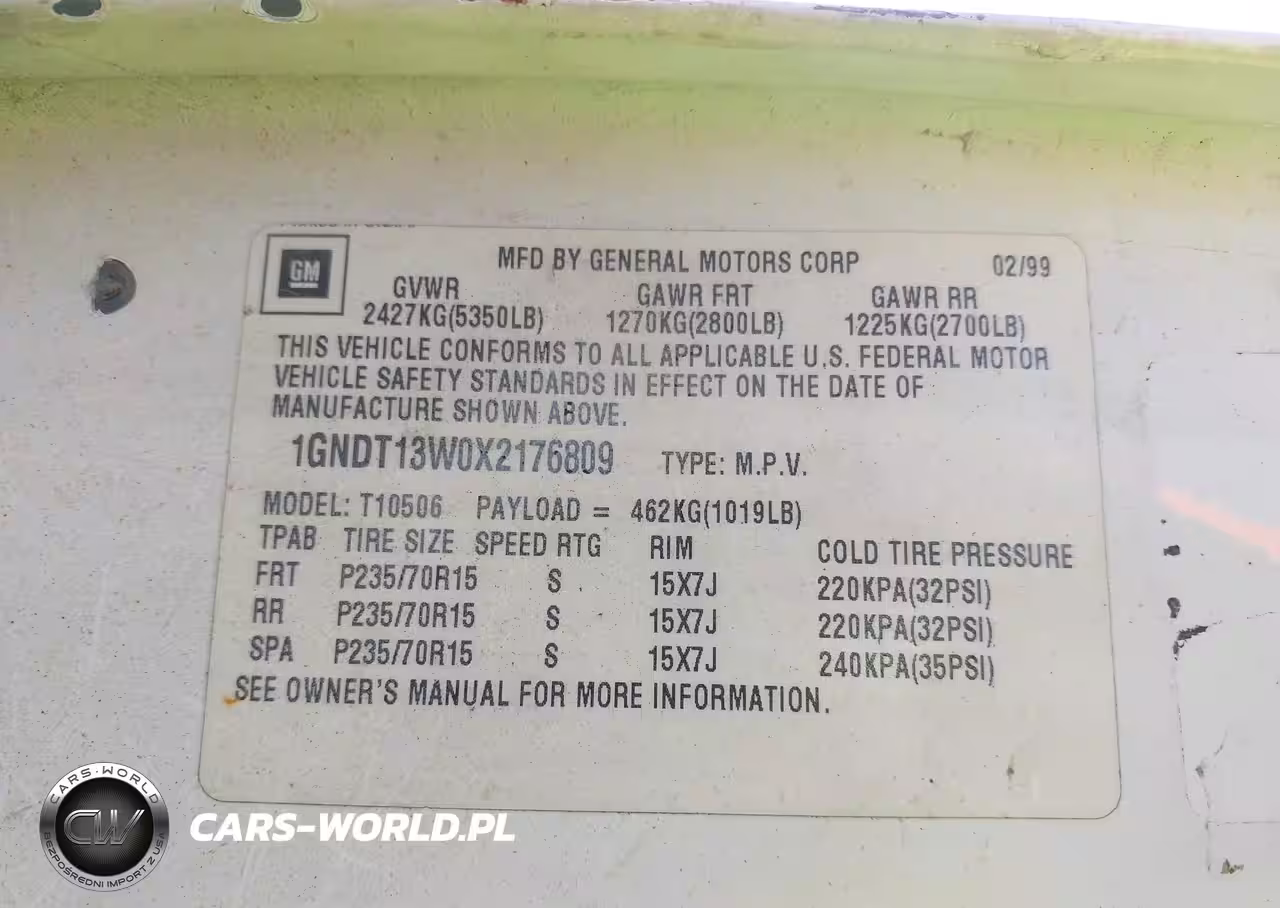 GM
MFD BY GENERAL MOTORS CORP 02/99
GVWR GAWR FRT GAWR RR
2427KG(5350LB) 1270KG(2800LB) 1225KG(2700LB)
THIS VEHICLE CONFORMS TO ALL APPLICABLE U.S. FEDERAL MOTOR
VEHICLE SAFETY STANDARDS IN EFFECT ON THE DATE OF
MANUFACTURE SHOWN ABOVE.
1GNDT13W0X2176809 TYPE: M.P.V.
MODEL: T10506 PAYLOAD = 462KG(1019LB)
TPAB TIRE SIZE SPEED RTG RIM COLD TIRE PRESSURE
FRT P235/70R15 S 15X7J 220KPA(32PSI)
RR P235/70R15 S 15X7J 220KPA(32PSI)
SPA P235/70R15 S 15X7J 240KPA(35PSI)
SEE OWNER'S MANUAL FOR MORE INFORMATION.
CARS-WORLD
CW
BEZPOŚREDNI IMPORT Z USA
CARS-WORLD.PL